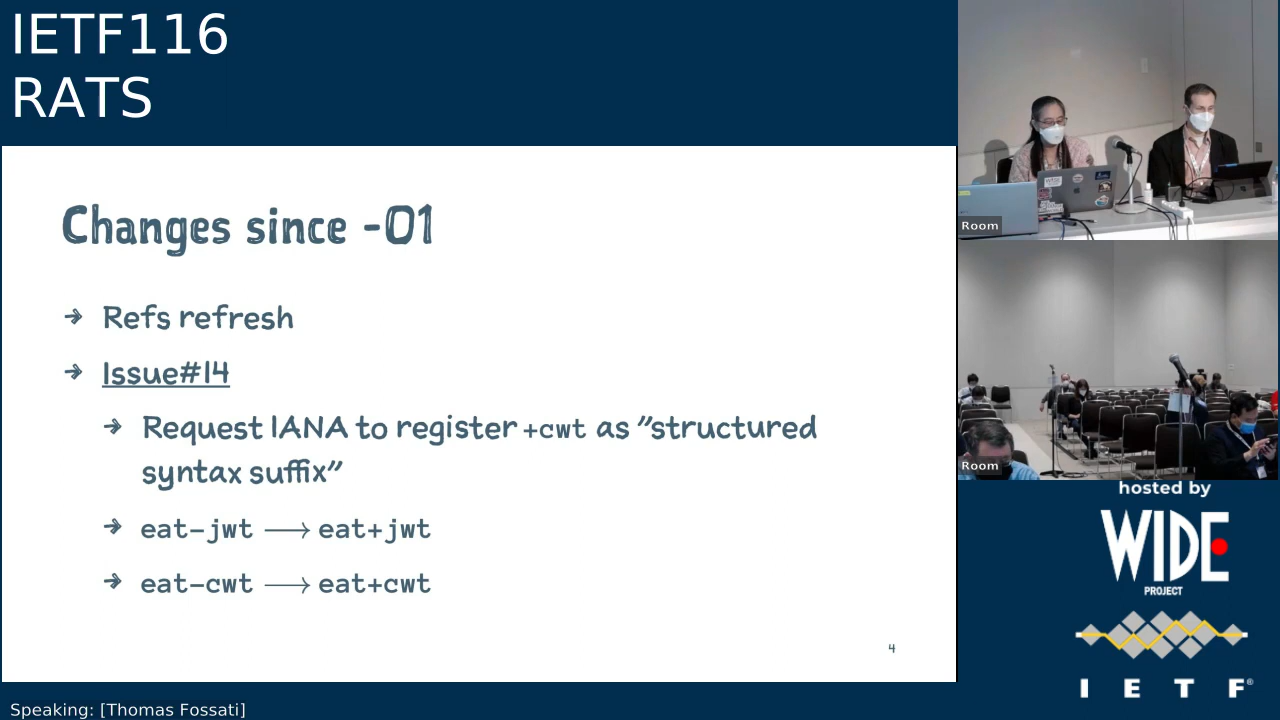 IETF116
RATS
Changes since -01
→ Refs refresh
→ Issue#14
→ Request IANA to register +cwt as "structured
syntax suffix"
→ eat-jwt → eat+jwt
→ eat-cwt → eat+cwt
4
Room
Room
hosted by
WIDE
PROJECT
I E T F®
Speaking: [Thomas Fossati]